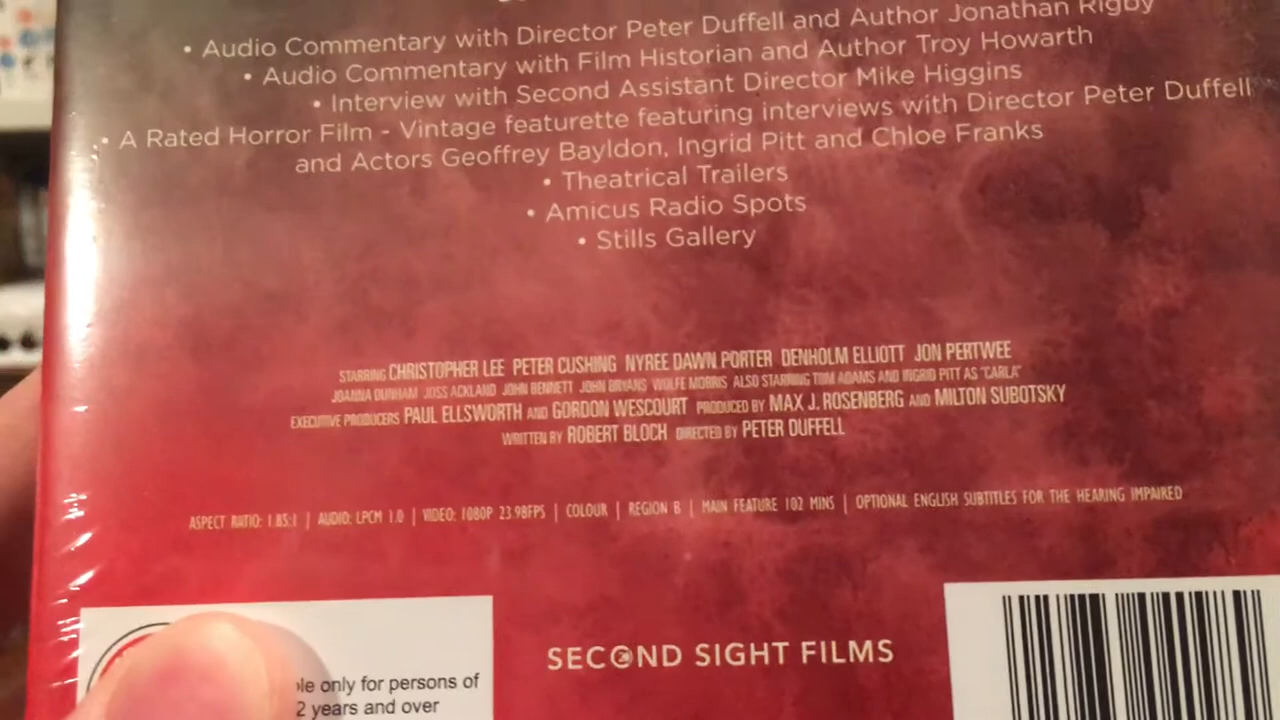 • Audio Commentary with Director Peter Duffell and Author Jonathan Rigby
• Audio Commentary with Film Historian and Author Troy Howarth
• Interview with Second Assistant Director Mike Higgins
• A Rated Horror Film - Vintage featurette featuring interviews with Director Peter Duffell
and Actors Geoffrey Bayldon, Ingrid Pitt and Chloe Franks
• Theatrical Trailers
• Amicus Radio Spots
• Stills Gallery
STARRING CHRISTOPHER LEE PETER CUSHING NYREE DAWN PORTER DENHOLM ELLIOTT JON PERTWEE
JOANNA DUNHAM JOSS ACKLAND JOHN BENNETT JOHN BRYANS WOLFE MORRIS ALSO STARRING TOM ADAMS AND INGRID PITT AS "CARLA"
EXECUTIVE PRODUCERS PAUL ELLSWORTH AND GORDON WESCOURT PRODUCED BY MAX J. ROSENBERG AND MILTON SUBOTSKY
WRITTEN BY ROBERT BLOCH DIRECTED BY PETER DUFFELL
ASPECT RATIO: 1.85:1 | AUDIO: LPCM 1.0 | VIDEO: 1080P 23.98FPS | COLOUR | REGION B | MAIN FEATURE 102 MINS | OPTIONAL ENGLISH SUBTITLES FOR THE HEARING IMPAIRED
SECOND SIGHT FILMS
only for persons of
2 years and over